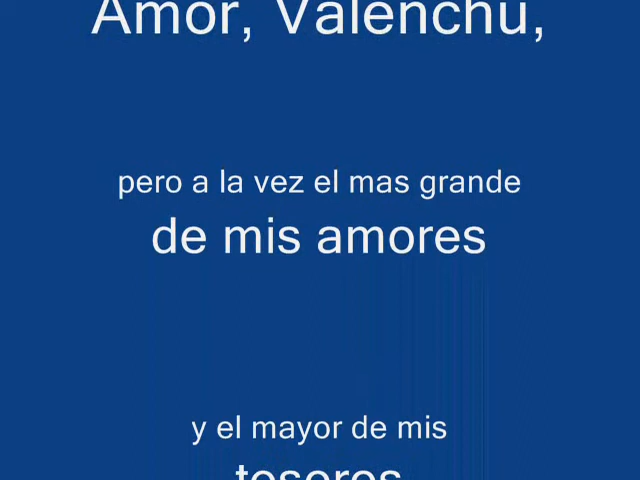 Amor, Valenchu,
pero a la vez el mas grande
de mis amores
y el mayor de mis
tesoros